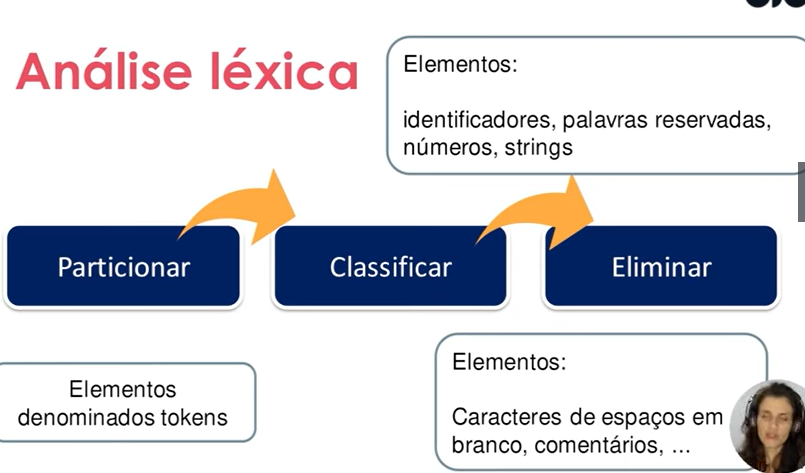 Análise léxica
Elementos:
identificadores, palavras reservadas,
números, strings
Particionar
Classificar
Eliminar
Elementos
denominados tokens
Elementos:
Caracteres de espaços em
branco, comentários, ...